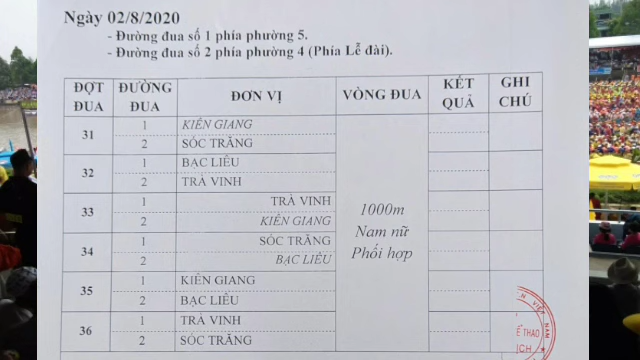 Ngày 02/8/2020
- Đường đua số 1 phía phường 5.
- Đường đua số 2 phía phường 4 (Phía Lễ đài).
ĐỢT ĐUA ĐƯỜNG ĐUA ĐƠN VỊ VÒNG ĐUA KẾT QUẢ GHI CHÚ
31 1 KIÊN GIANG
2 SÓC TRĂNG
32 1 BẠC LIÊU
2 TRÀ VINH
33 1 TRÀ VINH
2 KIÊN GIANG
34 1 SÓC TRĂNG
2 BẠC LIÊU
35 1 KIÊN GIANG
2 BẠC LIÊU
36 1 TRÀ VINH
2 SÓC TRĂNG
1000m
Nam nữ
Phối hợp
VIỆT NAM
THAO
ỊCH